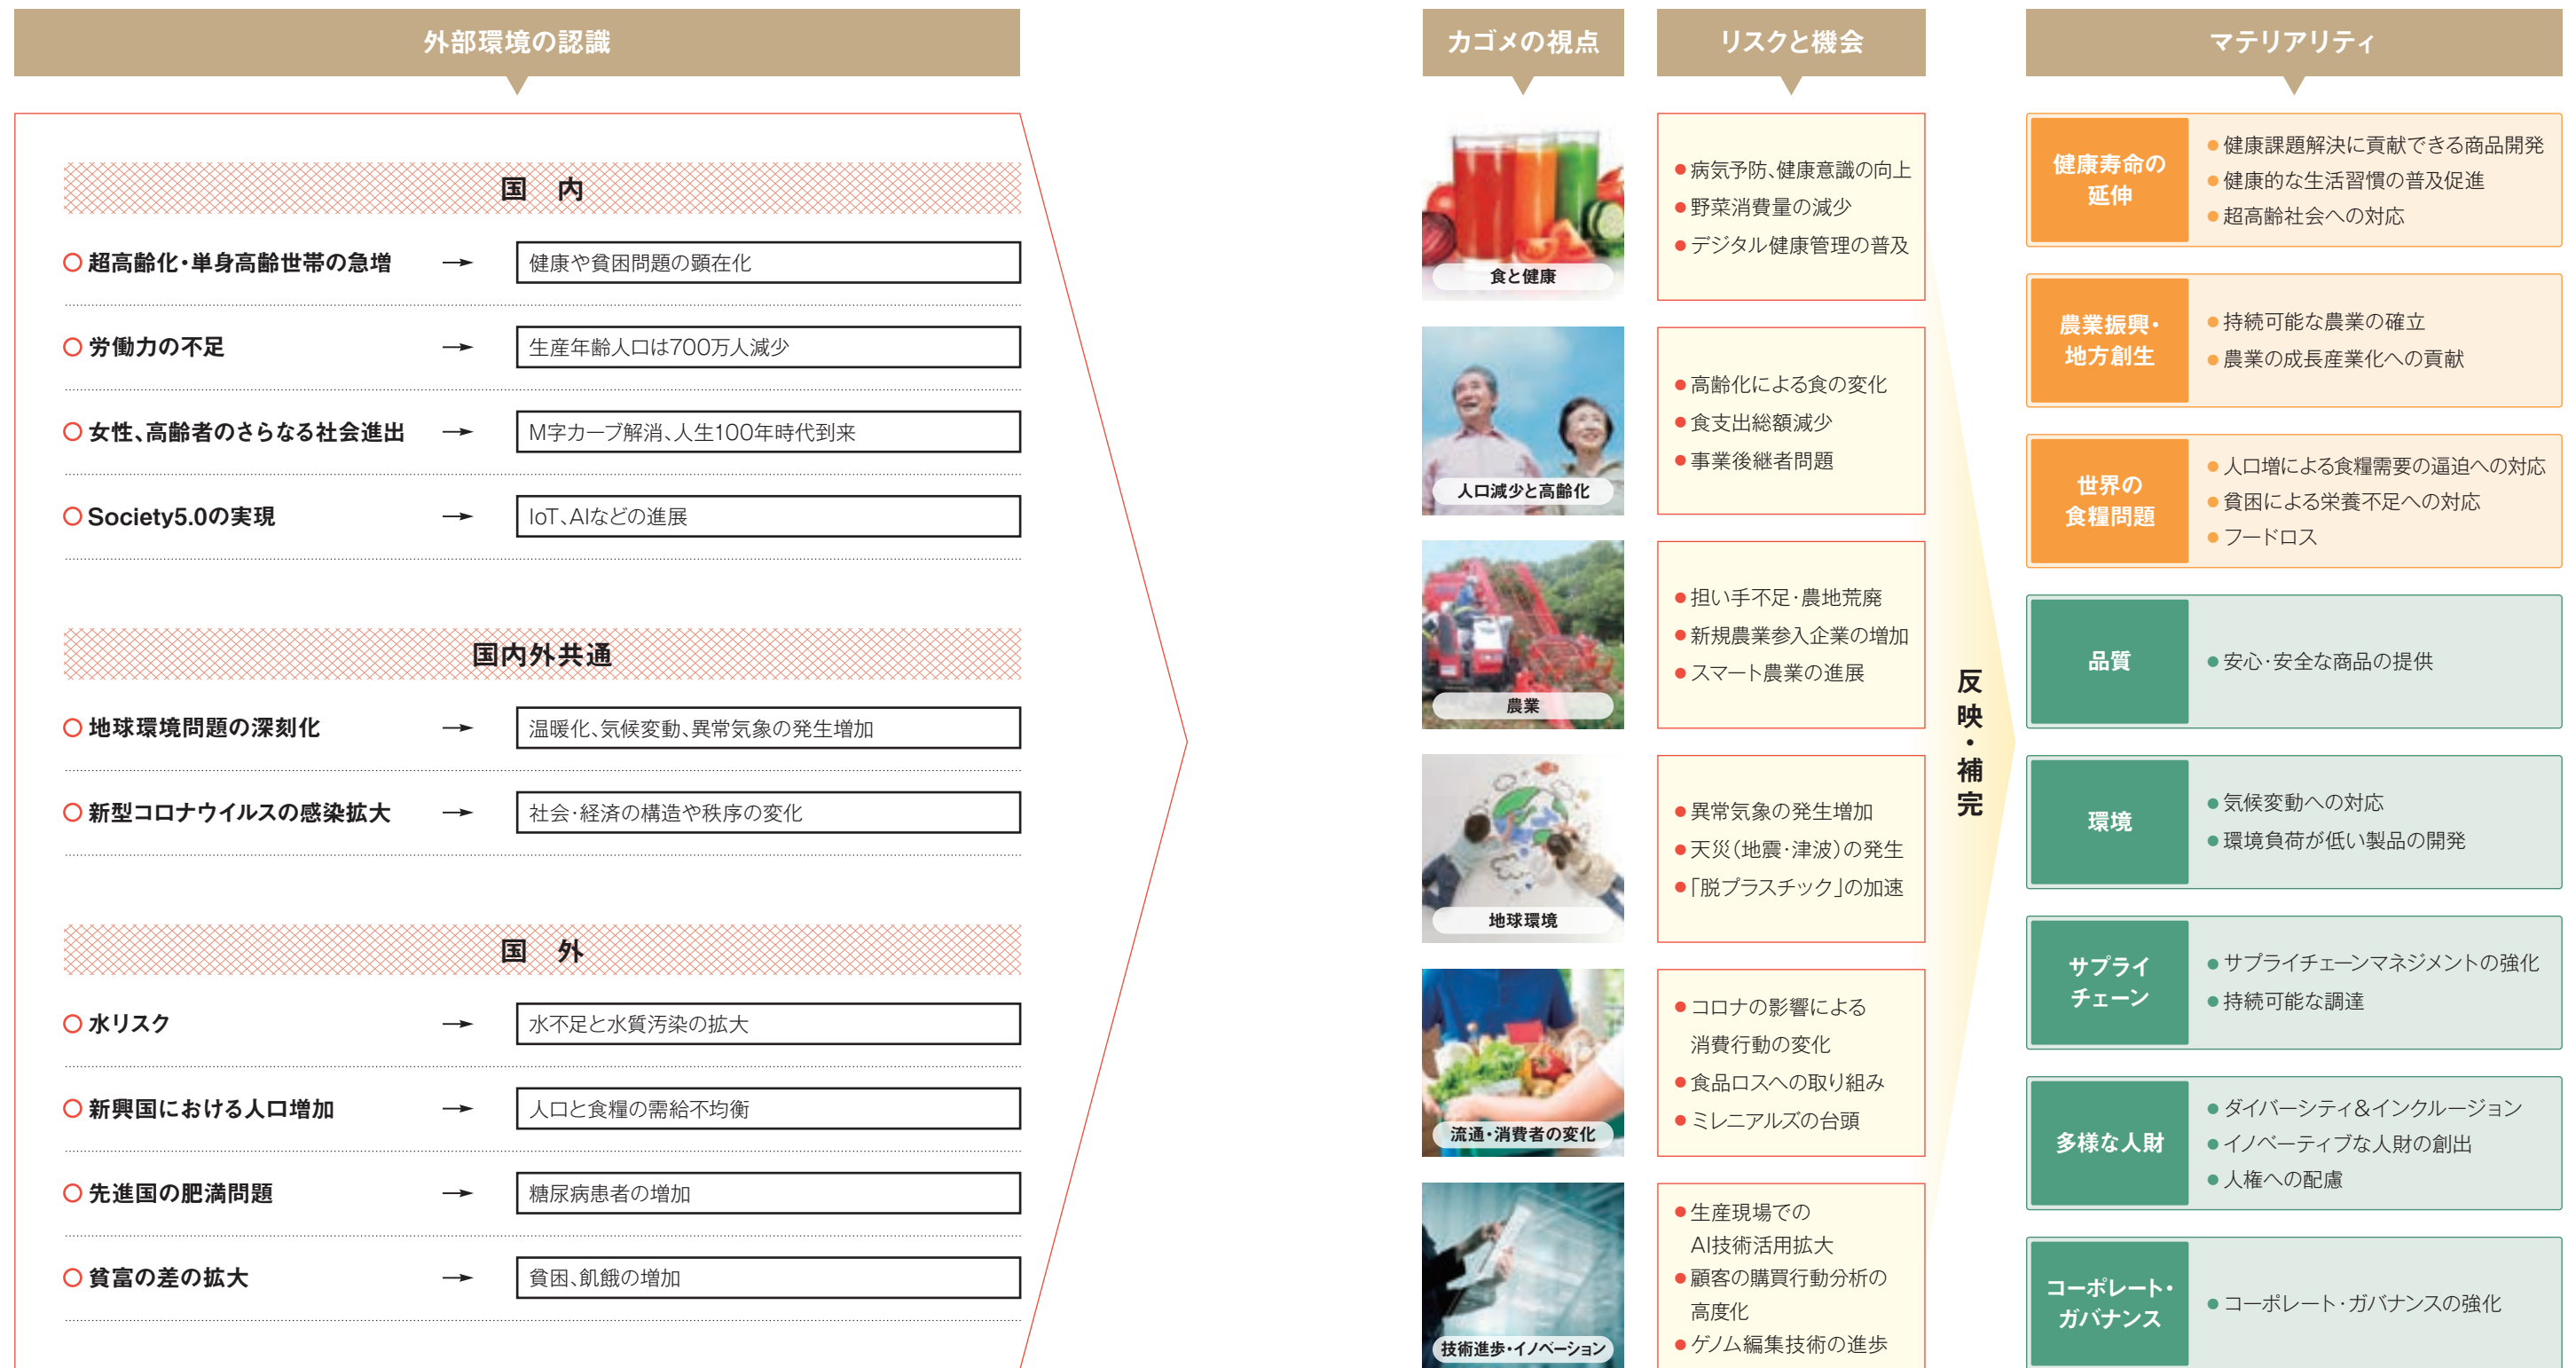 外部環境の認識
国 内
超高齢化・単身高齢世帯の急増 → 健康や貧困問題の顕在化
労働力の不足 → 生産年齢人口は700万人減少
女性、高齢者のさらなる社会進出 → M字カーブ解消、人生100年時代到来
Society5.0の実現 → IoT、AIなどの進展
国内外共通
地球環境問題の深刻化 → 温暖化、気候変動、異常気象の発生増加
新型コロナウイルスの感染拡大 → 社会・経済の構造や秩序の変化
国 外
水リスク → 水不足と水質汚染の拡大
新興国における人口増加 → 人口と食糧の需給不均衡
先進国の肥満問題 → 糖尿病患者の増加
貧富の差の拡大 → 貧困、飢餓の増加
カゴメの視点
食と健康
人口減少と高齢化
農業
地球環境
流通・消費者の変化
技術進歩・イノベーション
リスクと機会
●病気予防、健康意識の向上
●野菜消費量の減少
●デジタル健康管理の普及
●高齢化による食の変化
●食支出総額減少
●事業後継者問題
●担い手不足・農地荒廃
●新規農業参入企業の増加
●スマート農業の進展
●異常気象の発生増加
●天災（地震・津波）の発生
●「脱プラスチック」の加速
●コロナの影響による
消費行動の変化
●食品ロスへの取り組み
●ミレニアルズの台頭
●生産現場での
AI技術活用拡大
●顧客の購買行動分析の
高度化
●ゲノム編集技術の進歩
反映・補完
マテリアリティ
健康寿命の
延伸
●健康課題解決に貢献できる商品開発
●健康的な生活習慣の普及促進
●超高齢社会への対応
農業振興・
地方創生
●持続可能な農業の確立
●農業の成長産業化への貢献
世界の
食糧問題
●人口増による食糧需要の逼迫への対応
●貧困による栄養不足への対応
●フードロス
品質
●安心・安全な商品の提供
環境
●気候変動への対応
●環境負荷が低い製品の開発
サプライ
チェーン
●サプライチェーンマネジメントの強化
●持続可能な調達
多様な人財
●ダイバーシティ＆インクルージョン
●イノベーティブな人財の創出
●人権への配慮
コーポレート・
ガバナンス
●コーポレート・ガバナンスの強化